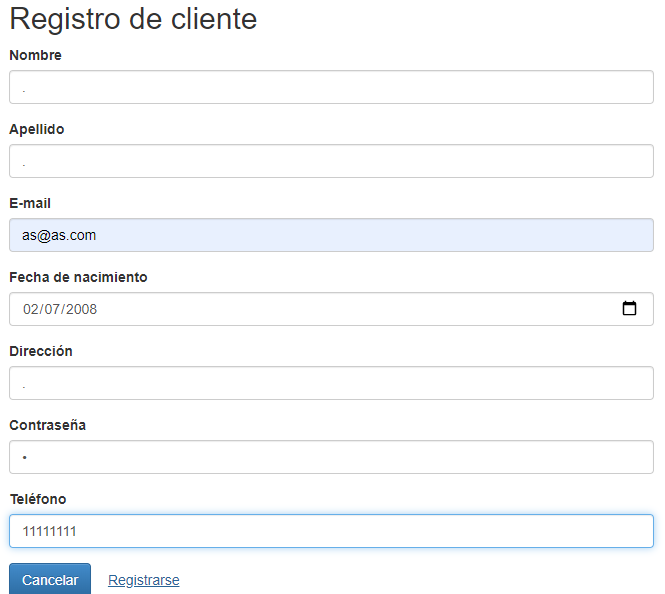 Registro de cliente
Nombre
.
Apellido
.
E-mail
as@as.com
Fecha de nacimiento
02/07/2008
Dirección
.
Contraseña
•
Teléfono
11111111
Cancelar Registrarse